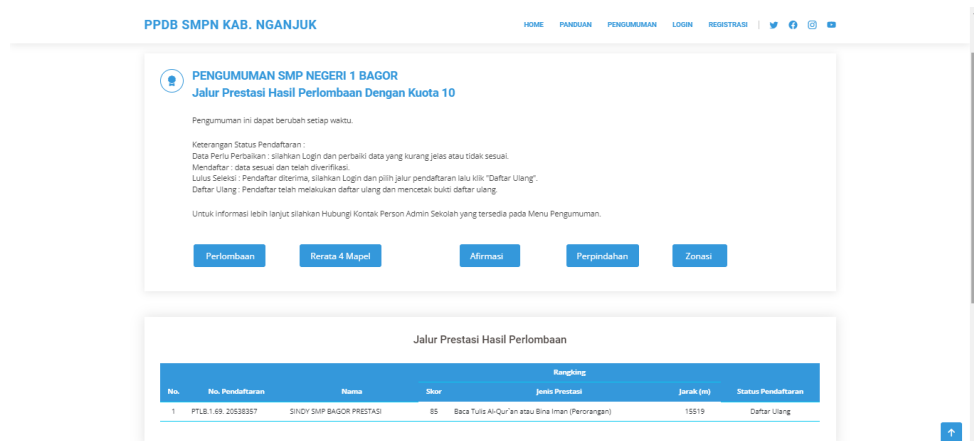 PPDB SMPN KAB. NGANJUK
HOME PANDUAN PENGUMUMAN LOGIN REGISTRASI
PENGUMUMAN SMP NEGERI 1 BAGOR
Jalur Prestasi Hasil Perlombaan Dengan Kuota 10
Pengumuman ini dapat berubah setiap waktu.
Keterangan Status Pendaftaran :
Data Perlu Perbaikan : silahkan Login dan perbaiki data yang kurang jelas atau tidak sesuai.
Mendaftar : data sesuai dan telah diverifikasi.
Lulus Seleksi : Pendaftar diterima, silahkan Login dan pilih jalur pendaftaran lalu klik "Daftar Ulang".
Daftar Ulang : Pendaftar telah melakukan daftar ulang dan mencetak bukti daftar ulang.
Untuk informasi lebih lanjut silahkan Hubungi Kontak Person Admin Sekolah yang tersedia pada Menu Pengumuman.
Perlombaan Rerata 4 Mapel Afirmasi Perpindahan Zonasi
Jalur Prestasi Hasil Perlombaan
Rangking
No. No. Pendaftaran Nama Skor Jenis Prestasi Jarak (m) Status Pendaftaran
1 PTLB.1.69. 20538357 SINDY SMP BAGOR PRESTASI 85 Baca Tulis Al-Qur`an atau Bina Iman (Perorangan) 15519 Daftar Ulang